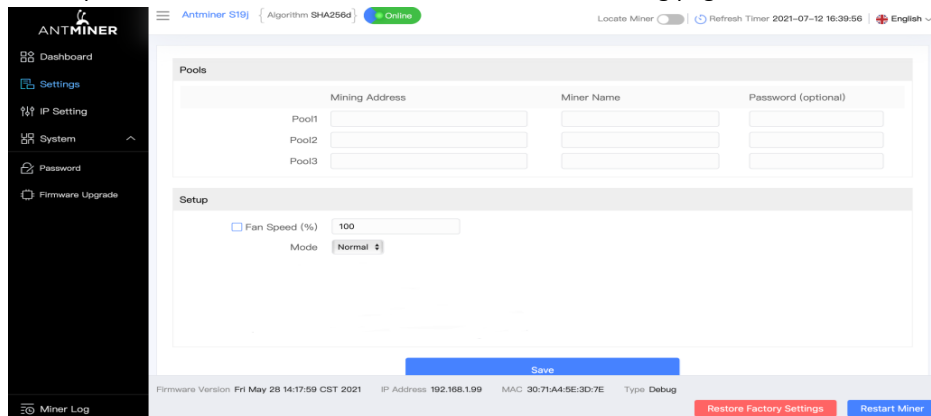 ANTMINER
Antminer S19j { Algorithm SHA256d } Online
Locate Miner Refresh Timer 2021-07-12 16:39:56 English
Dashboard
Settings
IP Setting
System
Password
Firmware Upgrade
Miner Log
Pools
Mining Address Miner Name Password (optional)
Pool1
Pool2
Pool3
Setup
Fan Speed (%) 100
Mode Normal
Save
Firmware Version Fri May 28 14:17:59 CST 2021 IP Address 192.168.1.99 MAC 30:71:A4:5E:3D:7E Type Debug
Restore Factory Settings Restart Miner